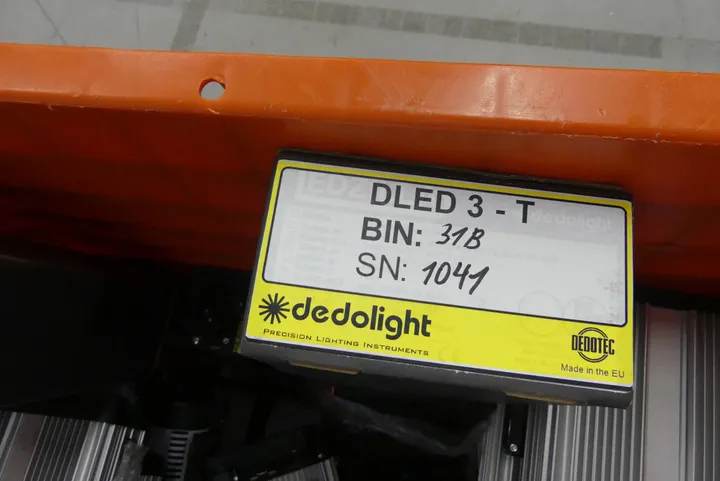 DLED 3 - T
BIN: 31B
SN: 1041
dedolight
PRECISION LIGHTING INSTRUMENTS
DEDOTEC
Made in the EU